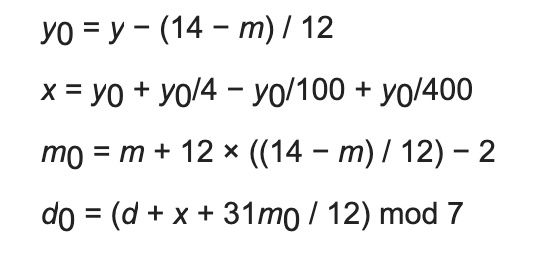 y0 = y − (14 − m) / 12
x = y0 + y0/4 − y0/100 + y0/400
m0 = m + 12 × ((14 − m) / 12) − 2
d0 = (d + x + 31m0 / 12) mod 7